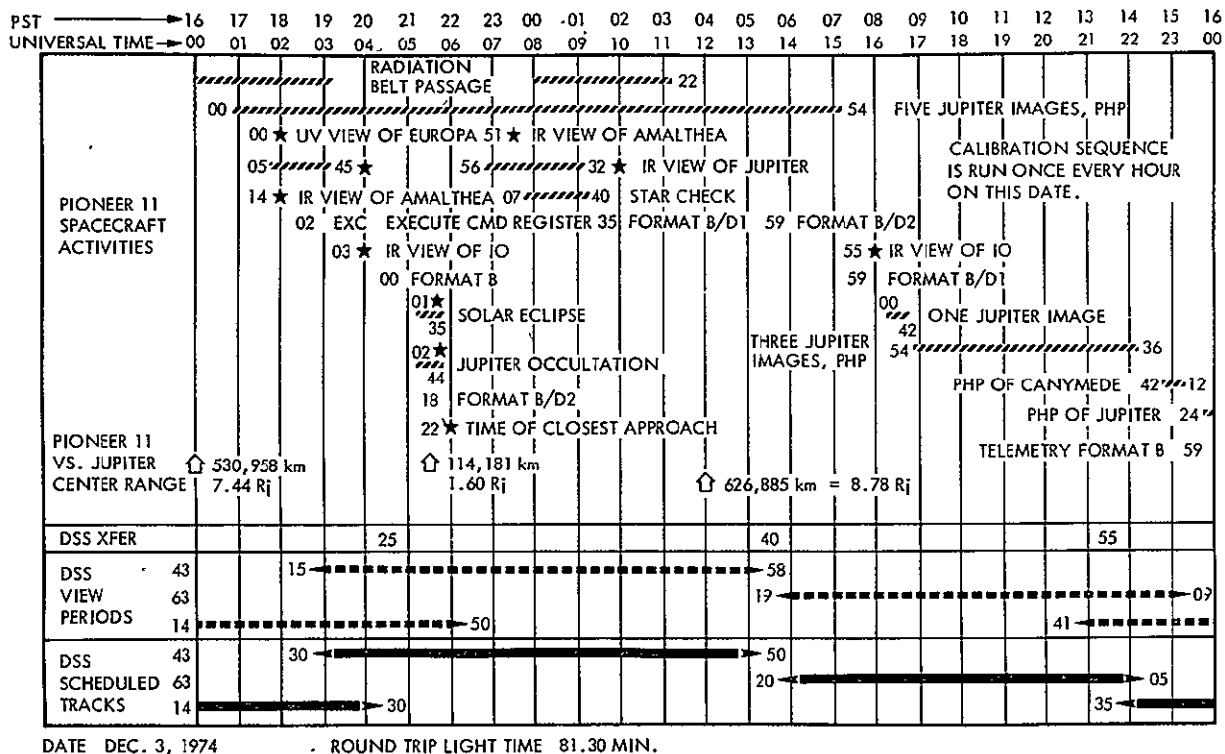 PST 16 17 18 19 20 21 22 23 00 01 02 03 04 05 06 07 08 09 10 11 12 13 14 15 16
UNIVERSAL TIME 00 01 02 03 04 05 06 07 08 09 10 11 12 13 14 15 16 17 18 19 20 21 22 23 00
RADIATION
BELT PASSAGE 22
00 54 FIVE JUPITER IMAGES, PHP
00 ★ UV VIEW OF EUROPA 51 ★ IR VIEW OF AMALTHEA
CALIBRATION SEQUENCE
IS RUN ONCE EVERY HOUR
ON THIS DATE.
05 45 ★ 56 32 ★ IR VIEW OF JUPITER
PIONEER 11
SPACECRAFT
ACTIVITIES
14 ★ IR VIEW OF AMALTHEA 07 40 STAR CHECK
02 EXC EXECUTE CMD REGISTER 35 FORMAT B/D1 59 FORMAT B/D2
03 ★ IR VIEW OF IO 55 ★ IR VIEW OF IO
00 FORMAT B 59 FORMAT B/D1
01 ★ 00
SOLAR ECLIPSE ONE JUPITER IMAGE
35 42
02 ★ THREE JUPITER
IMAGES, PHP 54 36
JUPITER OCCULTATION
44 PHP OF CANYMEDE 42 12
18 FORMAT B/D2
PHP OF JUPITER 24
22 ★ TIME OF CLOSEST APPROACH
TELEMETRY FORMAT B 59
PIONEER 11
VS. JUPITER
CENTER RANGE
530,958 km
7.44 Rj
114,181 km
1.60 Rj
626,885 km = 8.78 Rj
DSS XFER 25 40 55
DSS
VIEW
PERIODS
43 15 58
63 19 09
14 50 41
DSS
SCHEDULED
TRACKS
43 30 50
63 20 05
14 30 35
DATE DEC. 3, 1974 ROUND TRIP LIGHT TIME 81.30 MIN.